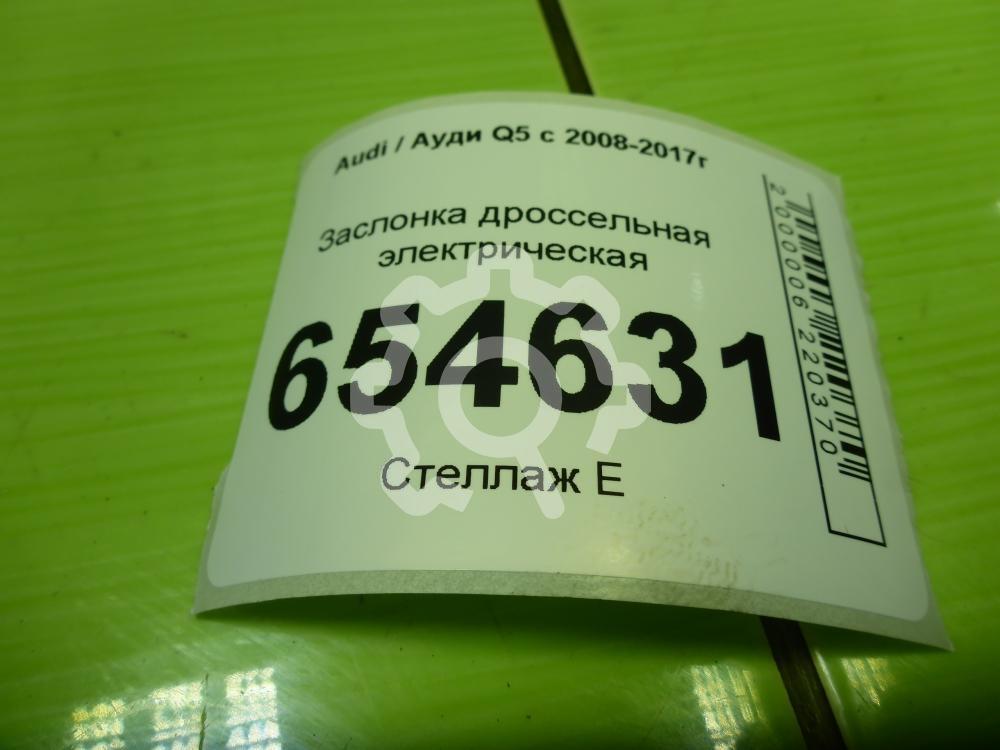 Audi / Ауди Q5 с 2008-2017г
Заслонка дроссельная
электрическая
654631
Стеллаж Е
2000006220370